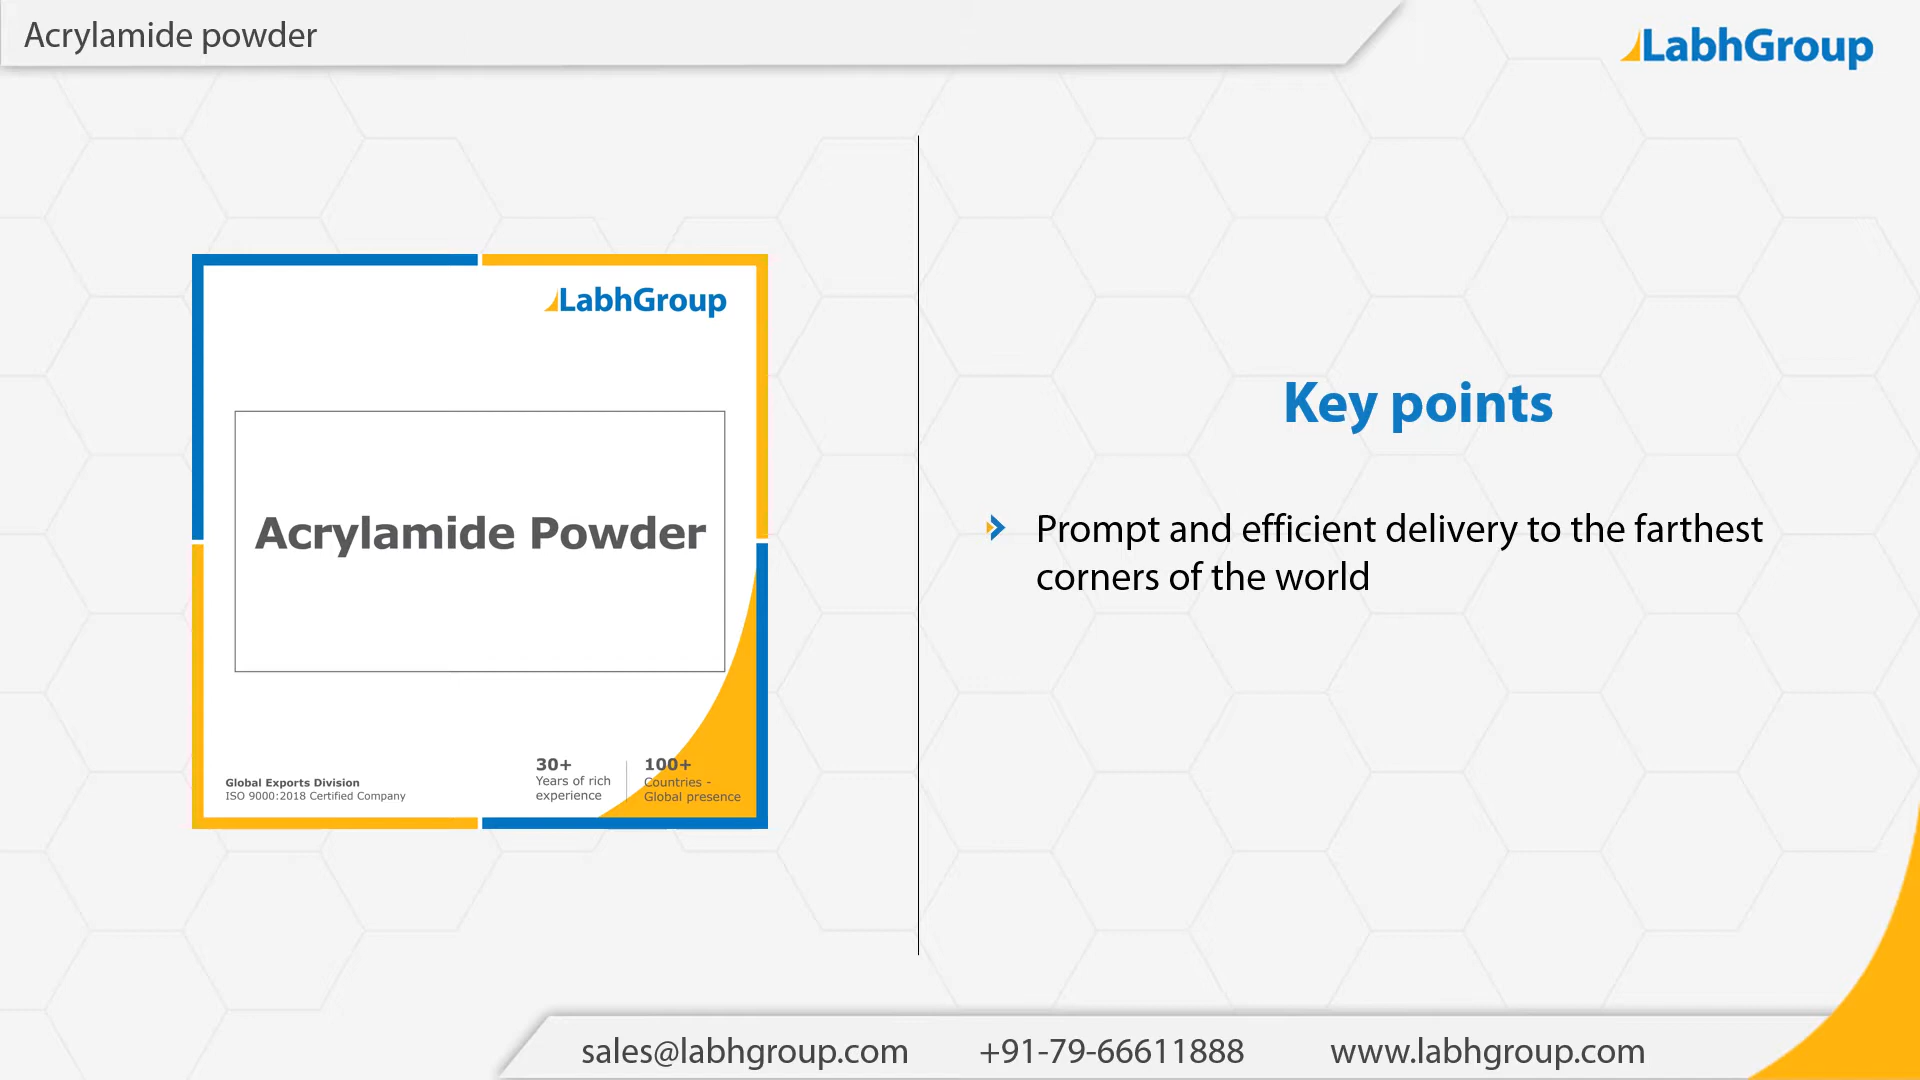 Acrylamide powder
LabhGroup
LabhGroup
Acrylamide Powder
Global Exports Division
ISO 9000:2018 Certified Company
30+
Years of rich
experience
100+
Countries -
Global presence
Key points
Prompt and efficient delivery to the farthest
corners of the world
sales@labhgroup.com
+91-79-66611888
www.labhgroup.com